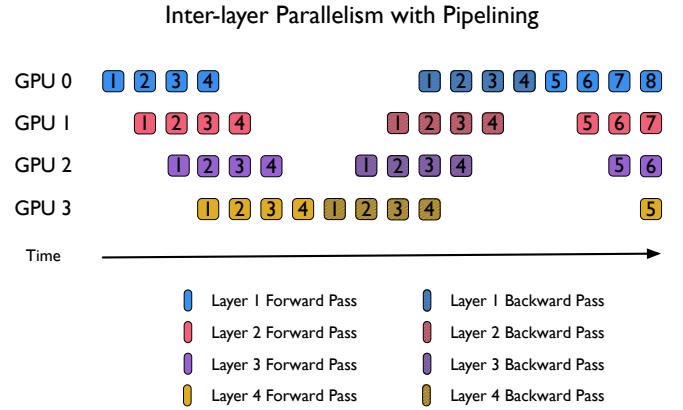 Inter-layer Parallelism with Pipelining
GPU 0 1 2 3 4 1 2 3 4 5 6 7 8
GPU 1 1 2 3 4 1 2 3 4 5 6 7
GPU 2 1 2 3 4 1 2 3 4 5 6
GPU 3 1 2 3 4 1 2 3 4 5
Time
Layer 1 Forward Pass Layer 1 Backward Pass
Layer 2 Forward Pass Layer 2 Backward Pass
Layer 3 Forward Pass Layer 3 Backward Pass
Layer 4 Forward Pass Layer 4 Backward Pass